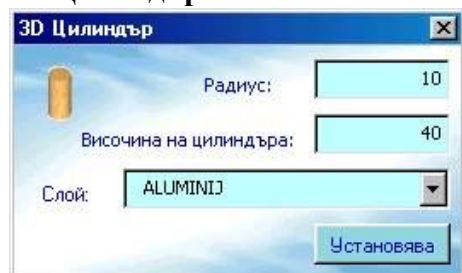 3D Цилиндър
Радиус: 10
Височина на цилиндъра: 40
Слой: ALUMINIJ
Установява